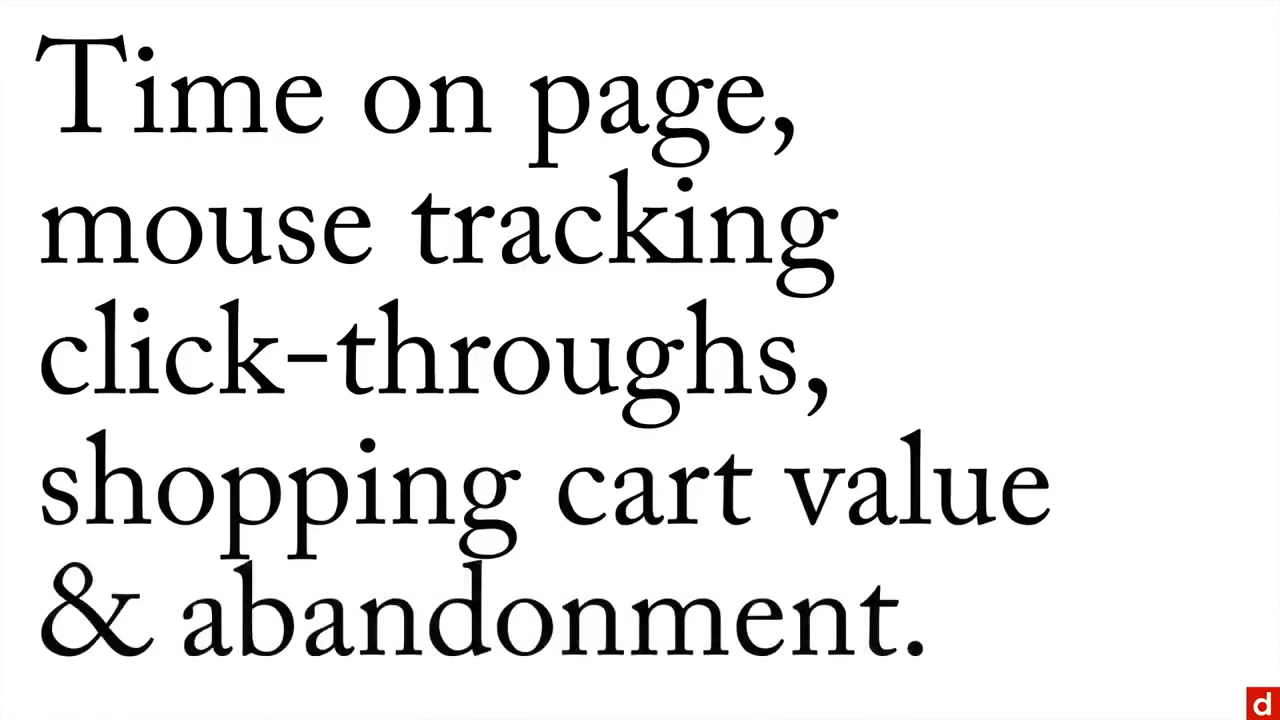 Time on page,
mouse tracking
click-throughs,
shopping cart value
& abandonment.
d